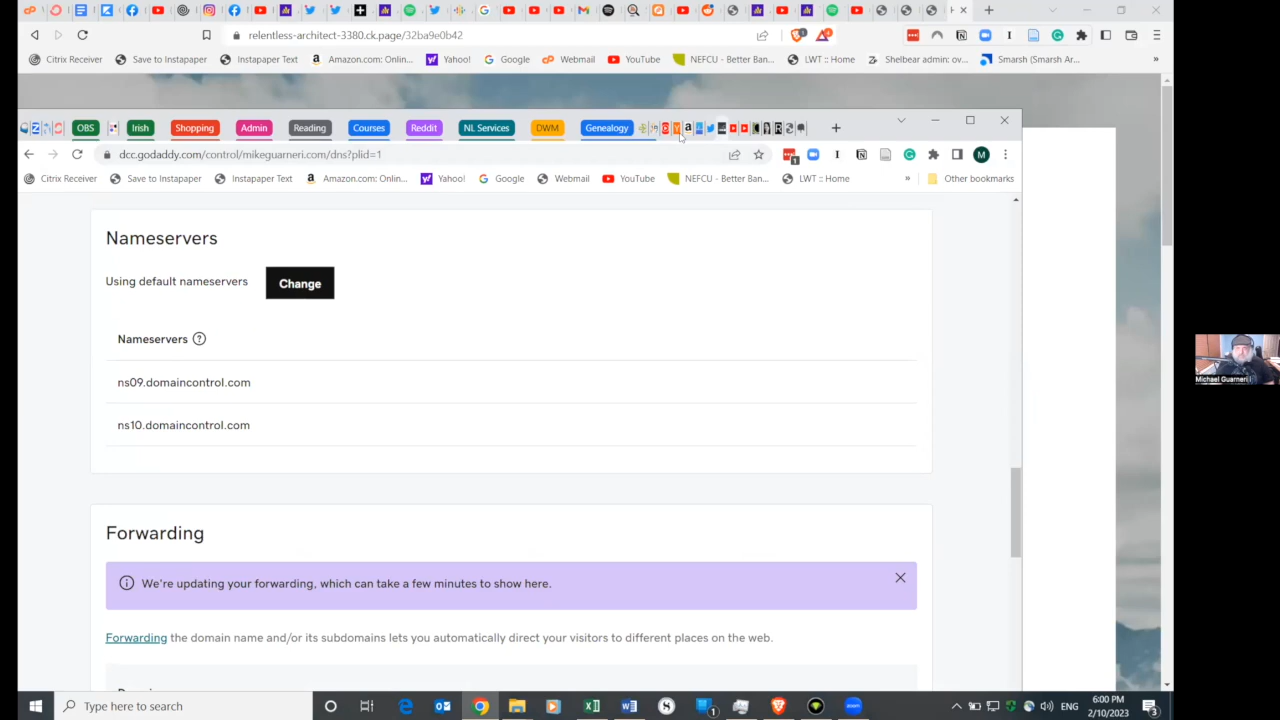 relentless-architect-3380.ck.page/32ba9e0b42
Citrix Receiver Save to Instapaper Instapaper Text Amazon.com: Onlin... Yahoo! Google Webmail YouTube NEFCU - Better Ban... LWT :: Home Shelbear admin: ov... Smarsh (Smarsh Ar... »
OBS Irish Shopping Admin Reading Courses Reddit NL Services DWM Genealogy
dcc.godaddy.com/control/mikeguarneri.com/dns?plid=1
Citrix Receiver Save to Instapaper Instapaper Text Amazon.com: Onlin... Yahoo! Google Webmail YouTube NEFCU - Better Ban... LWT :: Home » Other bookmarks
Nameservers
Using default nameservers Change
Nameservers ?
ns09.domaincontrol.com
ns10.domaincontrol.com
Forwarding
We're updating your forwarding, which can take a few minutes to show here.
Forwarding the domain name and/or its subdomains lets you automatically direct your visitors to different places on the web.
Michael Guarneri
Type here to search
ENG
6:00 PM
2/10/2023